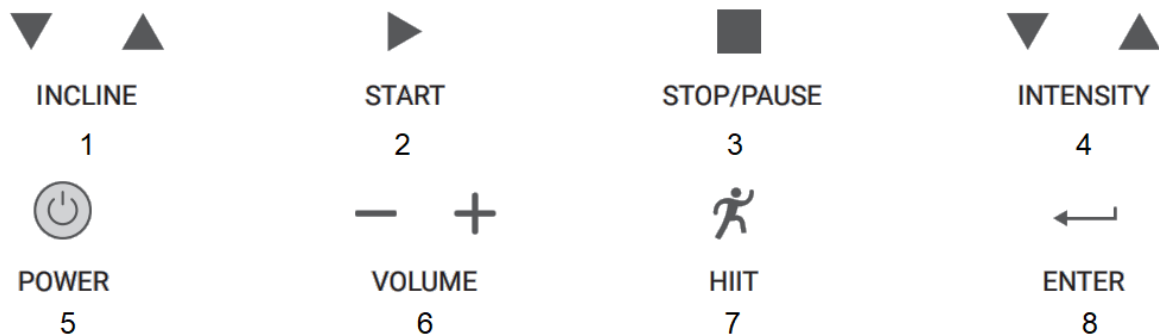 INCLINE START STOP/PAUSE INTENSITY
1 2 3 4
POWER VOLUME HIIT ENTER
5 6 7 8